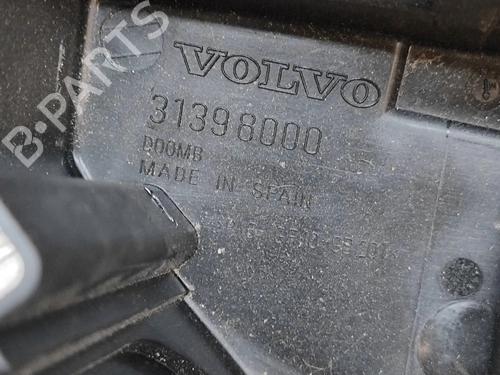 B-PARTS
VOLVO
31398000
D00MB
MADE IN SPAIN